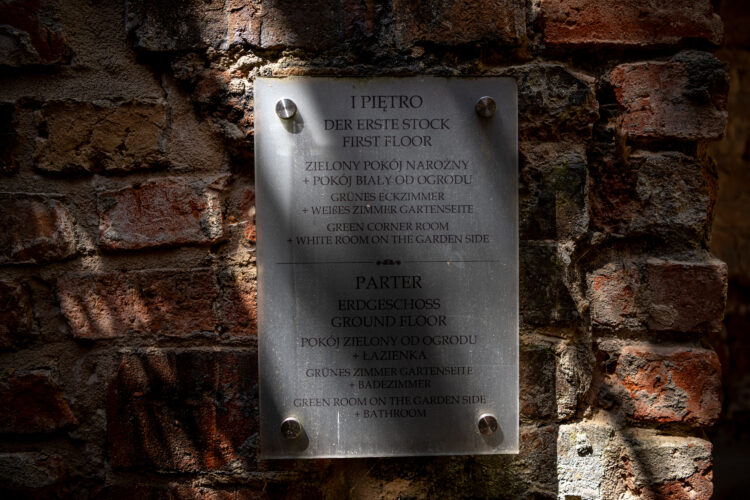 I PIĘTRO
DER ERSTE STOCK
FIRST FLOOR
ZIELONY POKÓJ NAROŻNY
+ POKÓJ BIAŁY OD OGRODU
GRÜNES ECKZIMMER
+ WEIßES ZIMMER GARTENSEITE
GREEN CORNER ROOM
+ WHITE ROOM ON THE GARDEN SIDE
PARTER
ERDGESCHOSS
GROUND FLOOR
POKÓJ ZIELONY OD OGRODU
+ ŁAZIENKA
GRÜNES ZIMMER GARTENSEITE
+ BADEZIMMER
GREEN ROOM ON THE GARDEN SIDE
+ BATHROOM